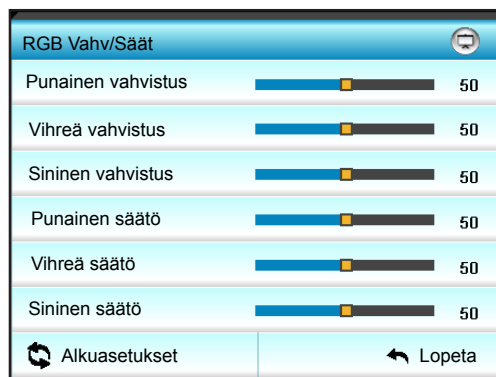 RGB Vahv/Säät
Punainen vahvistus 50
Vihreä vahvistus 50
Sininen vahvistus 50
Punainen säätö 50
Vihreä säätö 50
Sininen säätö 50
Alkuasetukset Lopeta